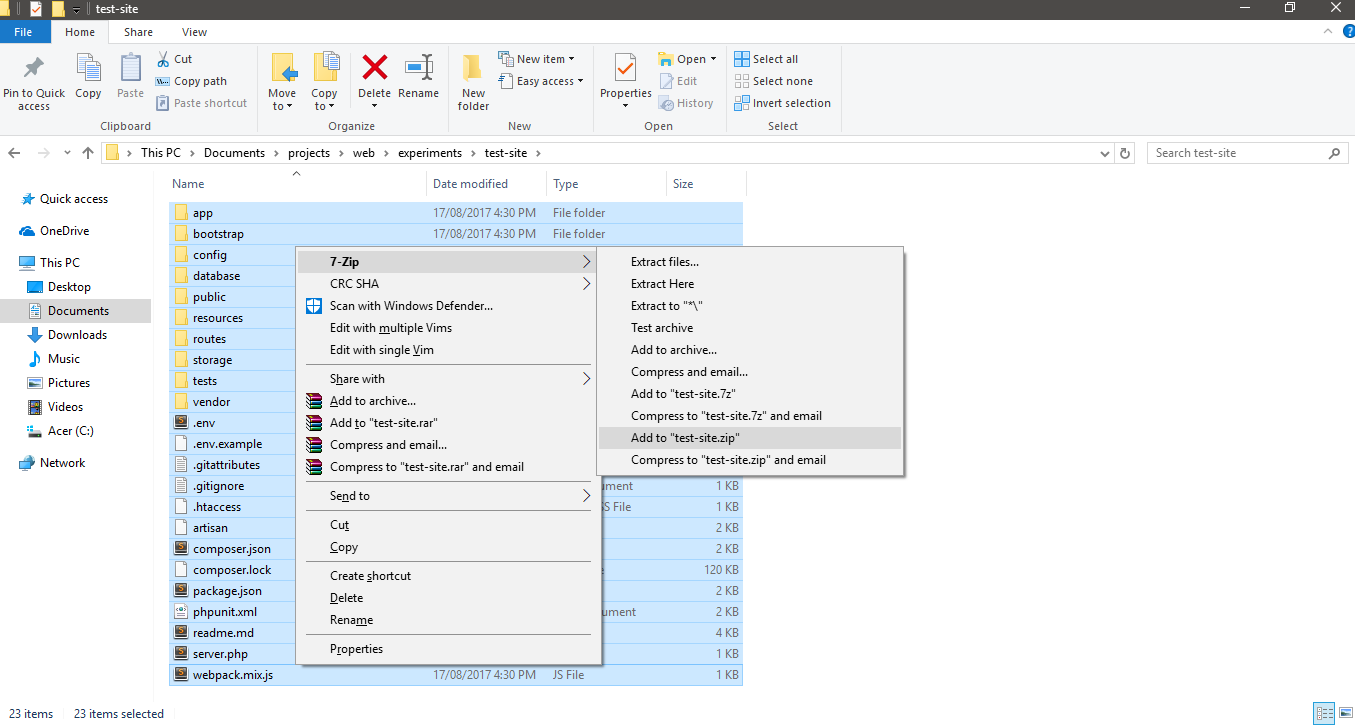 test-site
File Home Share View
Pin to Quick access
Copy
Paste
Cut
Copy path
Paste shortcut
Clipboard
Move to
Copy to
Delete
Rename
Organize
New folder
New item
Easy access
New
Properties
Open
Edit
History
Open
Select all
Select none
Invert selection
Select
This PC > Documents > projects > web > experiments > test-site >
Search test-site
Quick access
OneDrive
This PC
Desktop
Documents
Downloads
Music
Pictures
Videos
Acer (C:)
Network
Name Date modified Type Size
app 17/08/2017 4:30 PM File folder
bootstrap 17/08/2017 4:30 PM File folder
config
database
public
resources
routes
storage
tests
vendor
.env
.env.example
.gitattributes
.gitignore ument 1 KB
.htaccess SS File 1 KB
artisan 2 KB
composer.json 2 KB
composer.lock 120 KB
package.json 2 KB
phpunit.xml ument 2 KB
readme.md 4 KB
server.php 1 KB
webpack.mix.js 17/08/2017 4:30 PM JS File 1 KB
7-Zip
CRC SHA
Scan with Windows Defender...
Edit with multiple Vims
Edit with single Vim
Share with
Add to archive...
Add to "test-site.rar"
Compress and email...
Compress to "test-site.rar" and email
Send to
Cut
Copy
Create shortcut
Delete
Rename
Properties
Extract files...
Extract Here
Extract to "*\"
Test archive
Add to archive...
Compress and email...
Add to "test-site.7z"
Compress to "test-site.7z" and email
Add to "test-site.zip"
Compress to "test-site.zip" and email
23 items 23 items selected